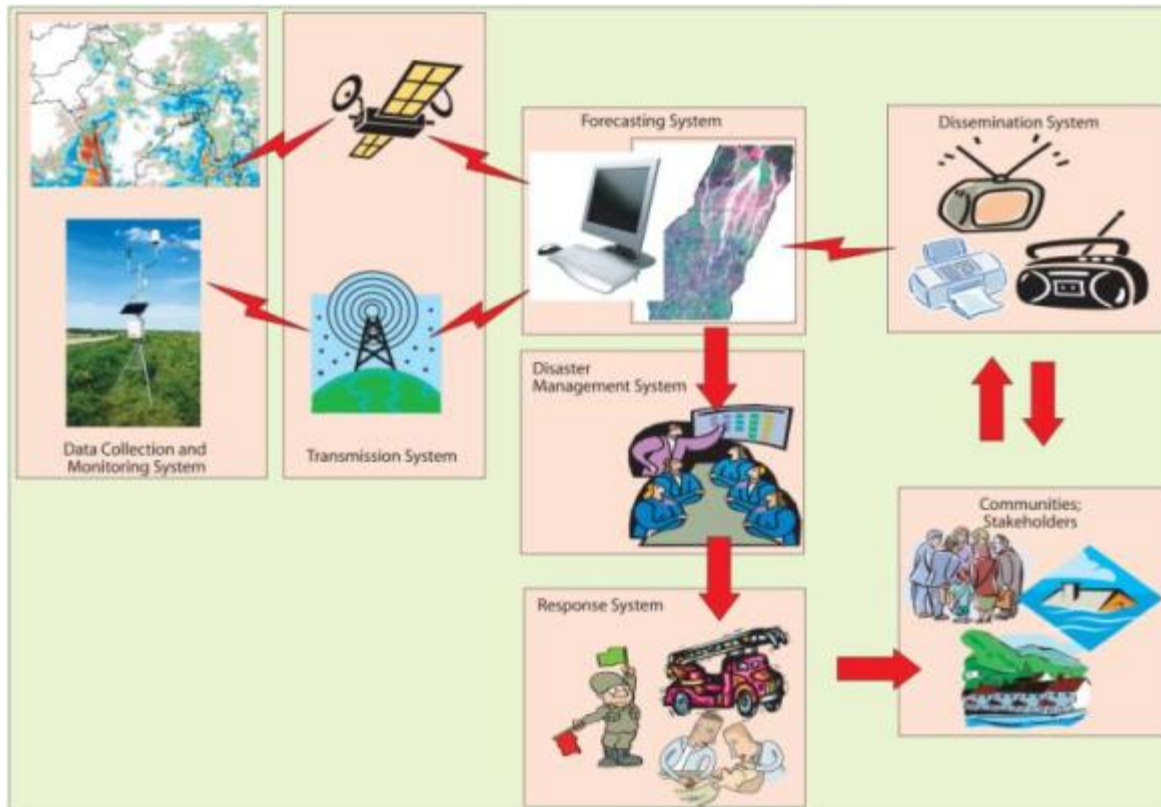 Data Collection and
Monitoring System
Transmission System
Forecasting System
Dissemination System
Disaster
Management System
Response System
Communities;
Stakeholders